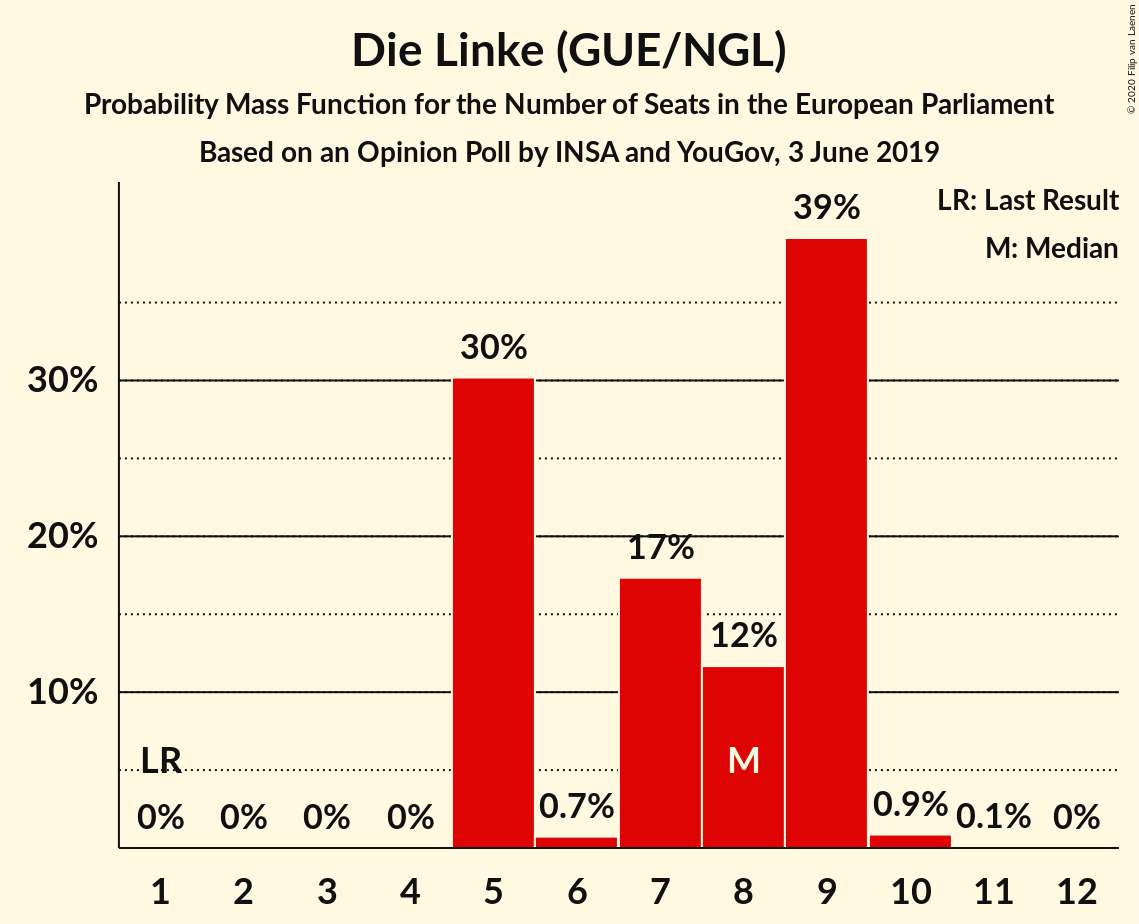 Die Linke (GUE/NGL)
Probability Mass Function for the Number of Seats in the European Parliament
Based on an Opinion Poll by INSA and YouGov, 3 June 2019
© 2020 Filip van Laenen
LR: Last Result
M: Median
39%
30%
30%
17%
20%
12%
10%
LR
M
0% 0% 0% 0% 0.7% 0.9% 0.1% 0%
1 2 3 4 5 6 7 8 9 10 11 12